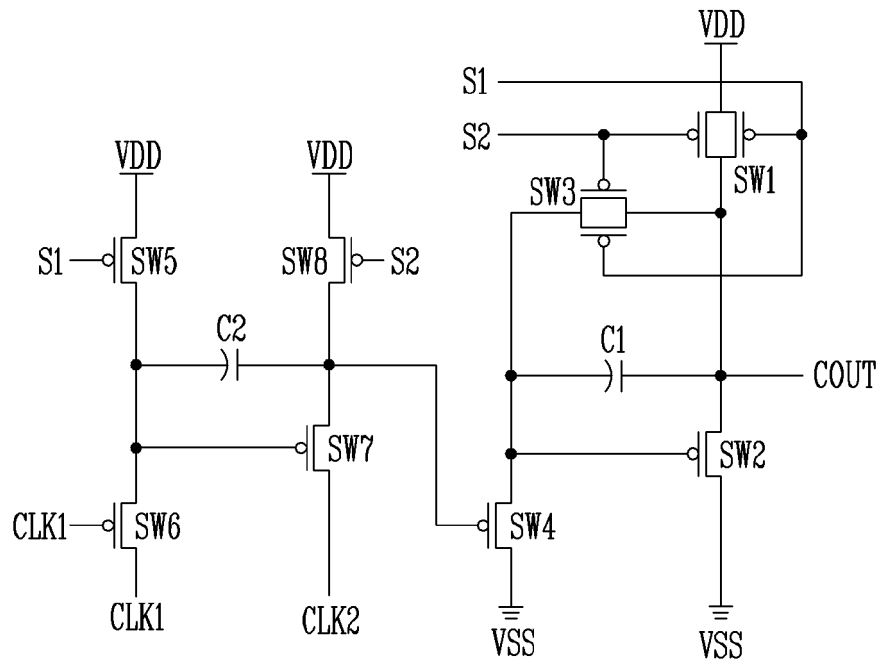 VDD
S1
S2
SW1
SW3
VDD
VDD
S1
SW5
SW8
S2
C2
C1
COUT
SW7
SW2
CLK1
SW6
SW4
CLK1
CLK2
VSS
VSS